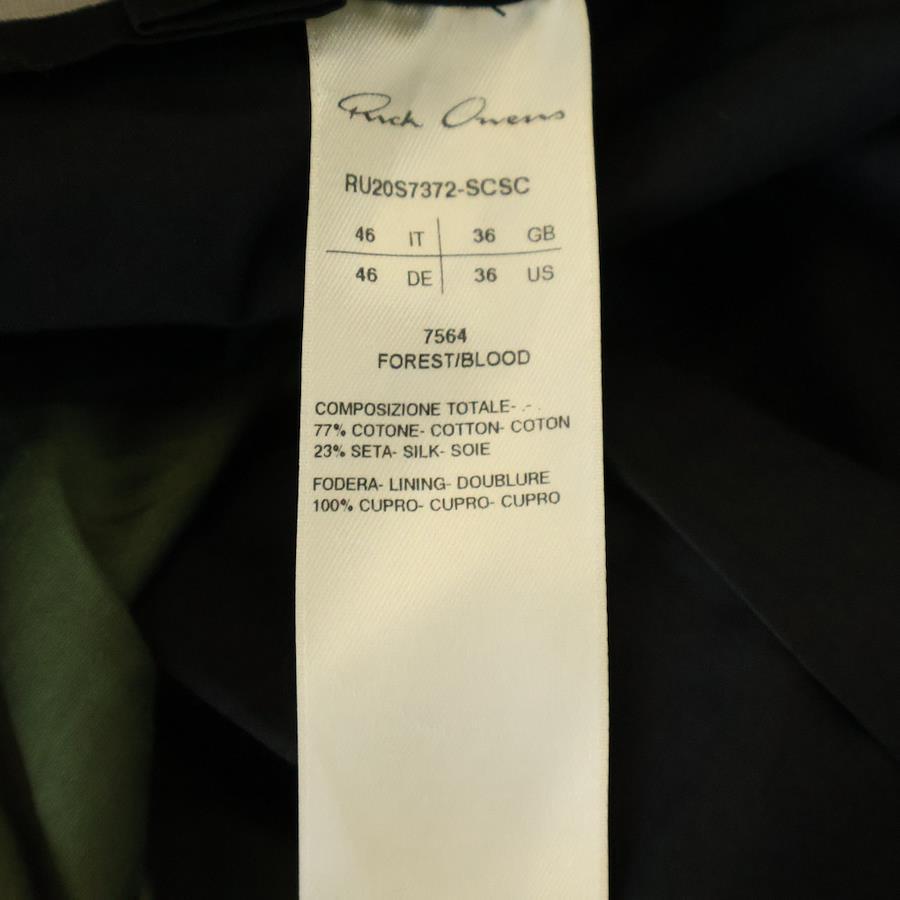 Rick Owens
RU20S7372-SCSC
46 IT 36 GB
46 DE 36 US
7564
FOREST/BLOOD
COMPOSIZIONE TOTALE- .- .
77% COTONE- COTTON- COTON
23% SETA- SILK- SOIE
FODERA- LINING- DOUBLURE
100% CUPRO- CUPRO- CUPRO